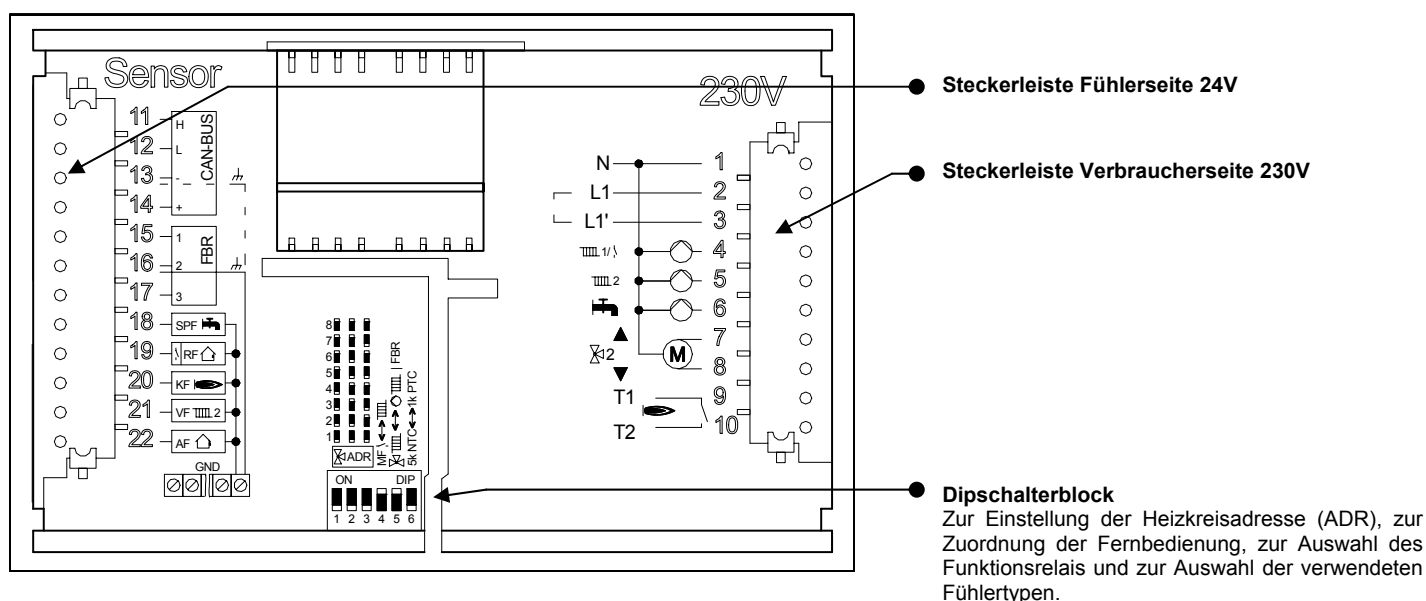 Sensor
230V
11 H
12 L
13 -
14 +
CAN-BUS
15 1
16 2
17 3
FBR
18 SPF
19 RF
20 KF
21 VF 2
22 AF
GND
8
7
6
5
4
3
2
1
ADR
MF
FBR
5k NTC 1k PTC
ON DIP
1 2 3 4 5 6
N 1
L1 2
L1' 3
1/ 4
2 5
6
7
2 M
8
T1 9
T2 10
Steckerleiste Fühlerseite 24V
Steckerleiste Verbraucherseite 230V
Dipschalterblock
Zur Einstellung der Heizkreisadresse (ADR), zur
Zuordnung der Fernbedienung, zur Auswahl des
Funktionsrelais und zur Auswahl der verwendeten
Fühlertypen.